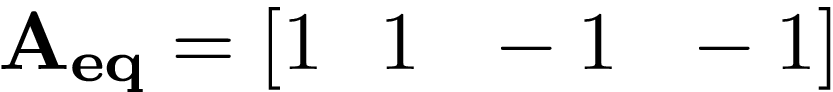 A_eq = [1 1 −1 −1]